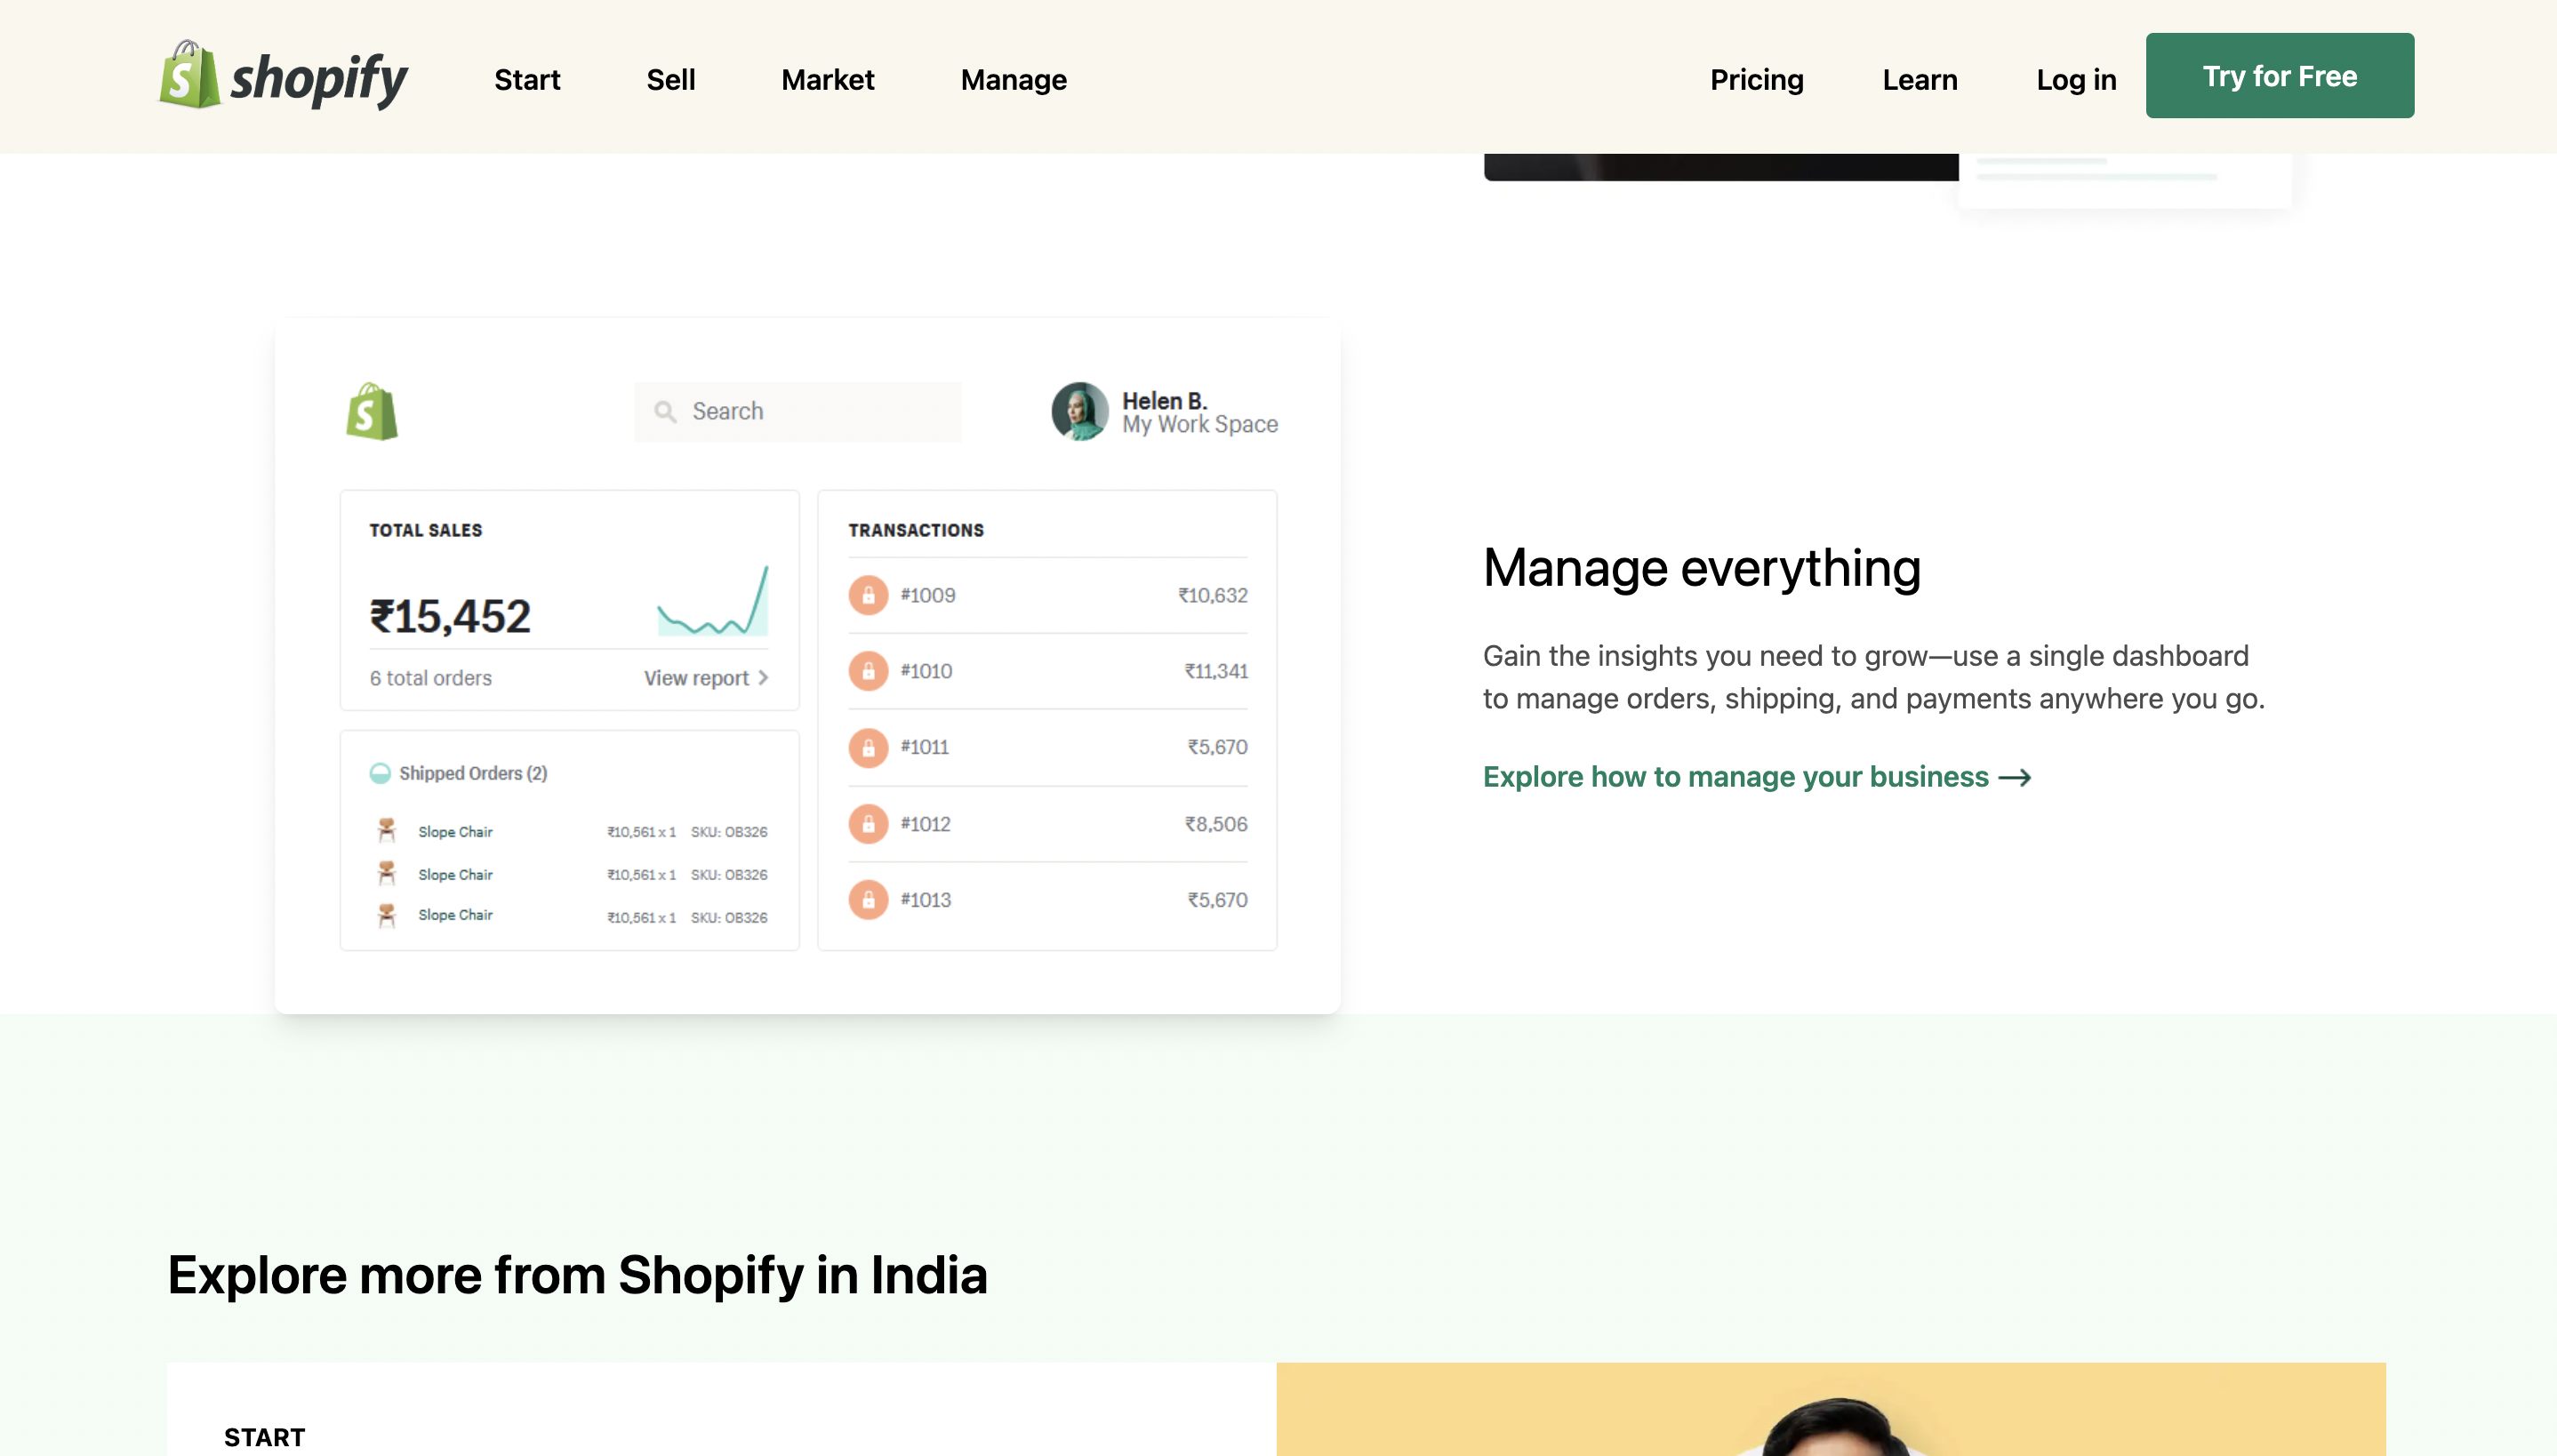 shopify
Start Sell Market Manage Pricing Learn Log in Try for Free
Search
Helen B.
My Work Space
TOTAL SALES
₹15,452
6 total orders View report
Shipped Orders (2)
Slope Chair ₹10,561 x 1 SKU: OB326
Slope Chair ₹10,561 x 1 SKU: OB326
Slope Chair ₹10,561 x 1 SKU: OB326
TRANSACTIONS
#1009 ₹10,632
#1010 ₹11,341
#1011 ₹5,670
#1012 ₹8,506
#1013 ₹5,670
Manage everything
Gain the insights you need to grow—use a single dashboard
to manage orders, shipping, and payments anywhere you go.
Explore how to manage your business →
Explore more from Shopify in India
START